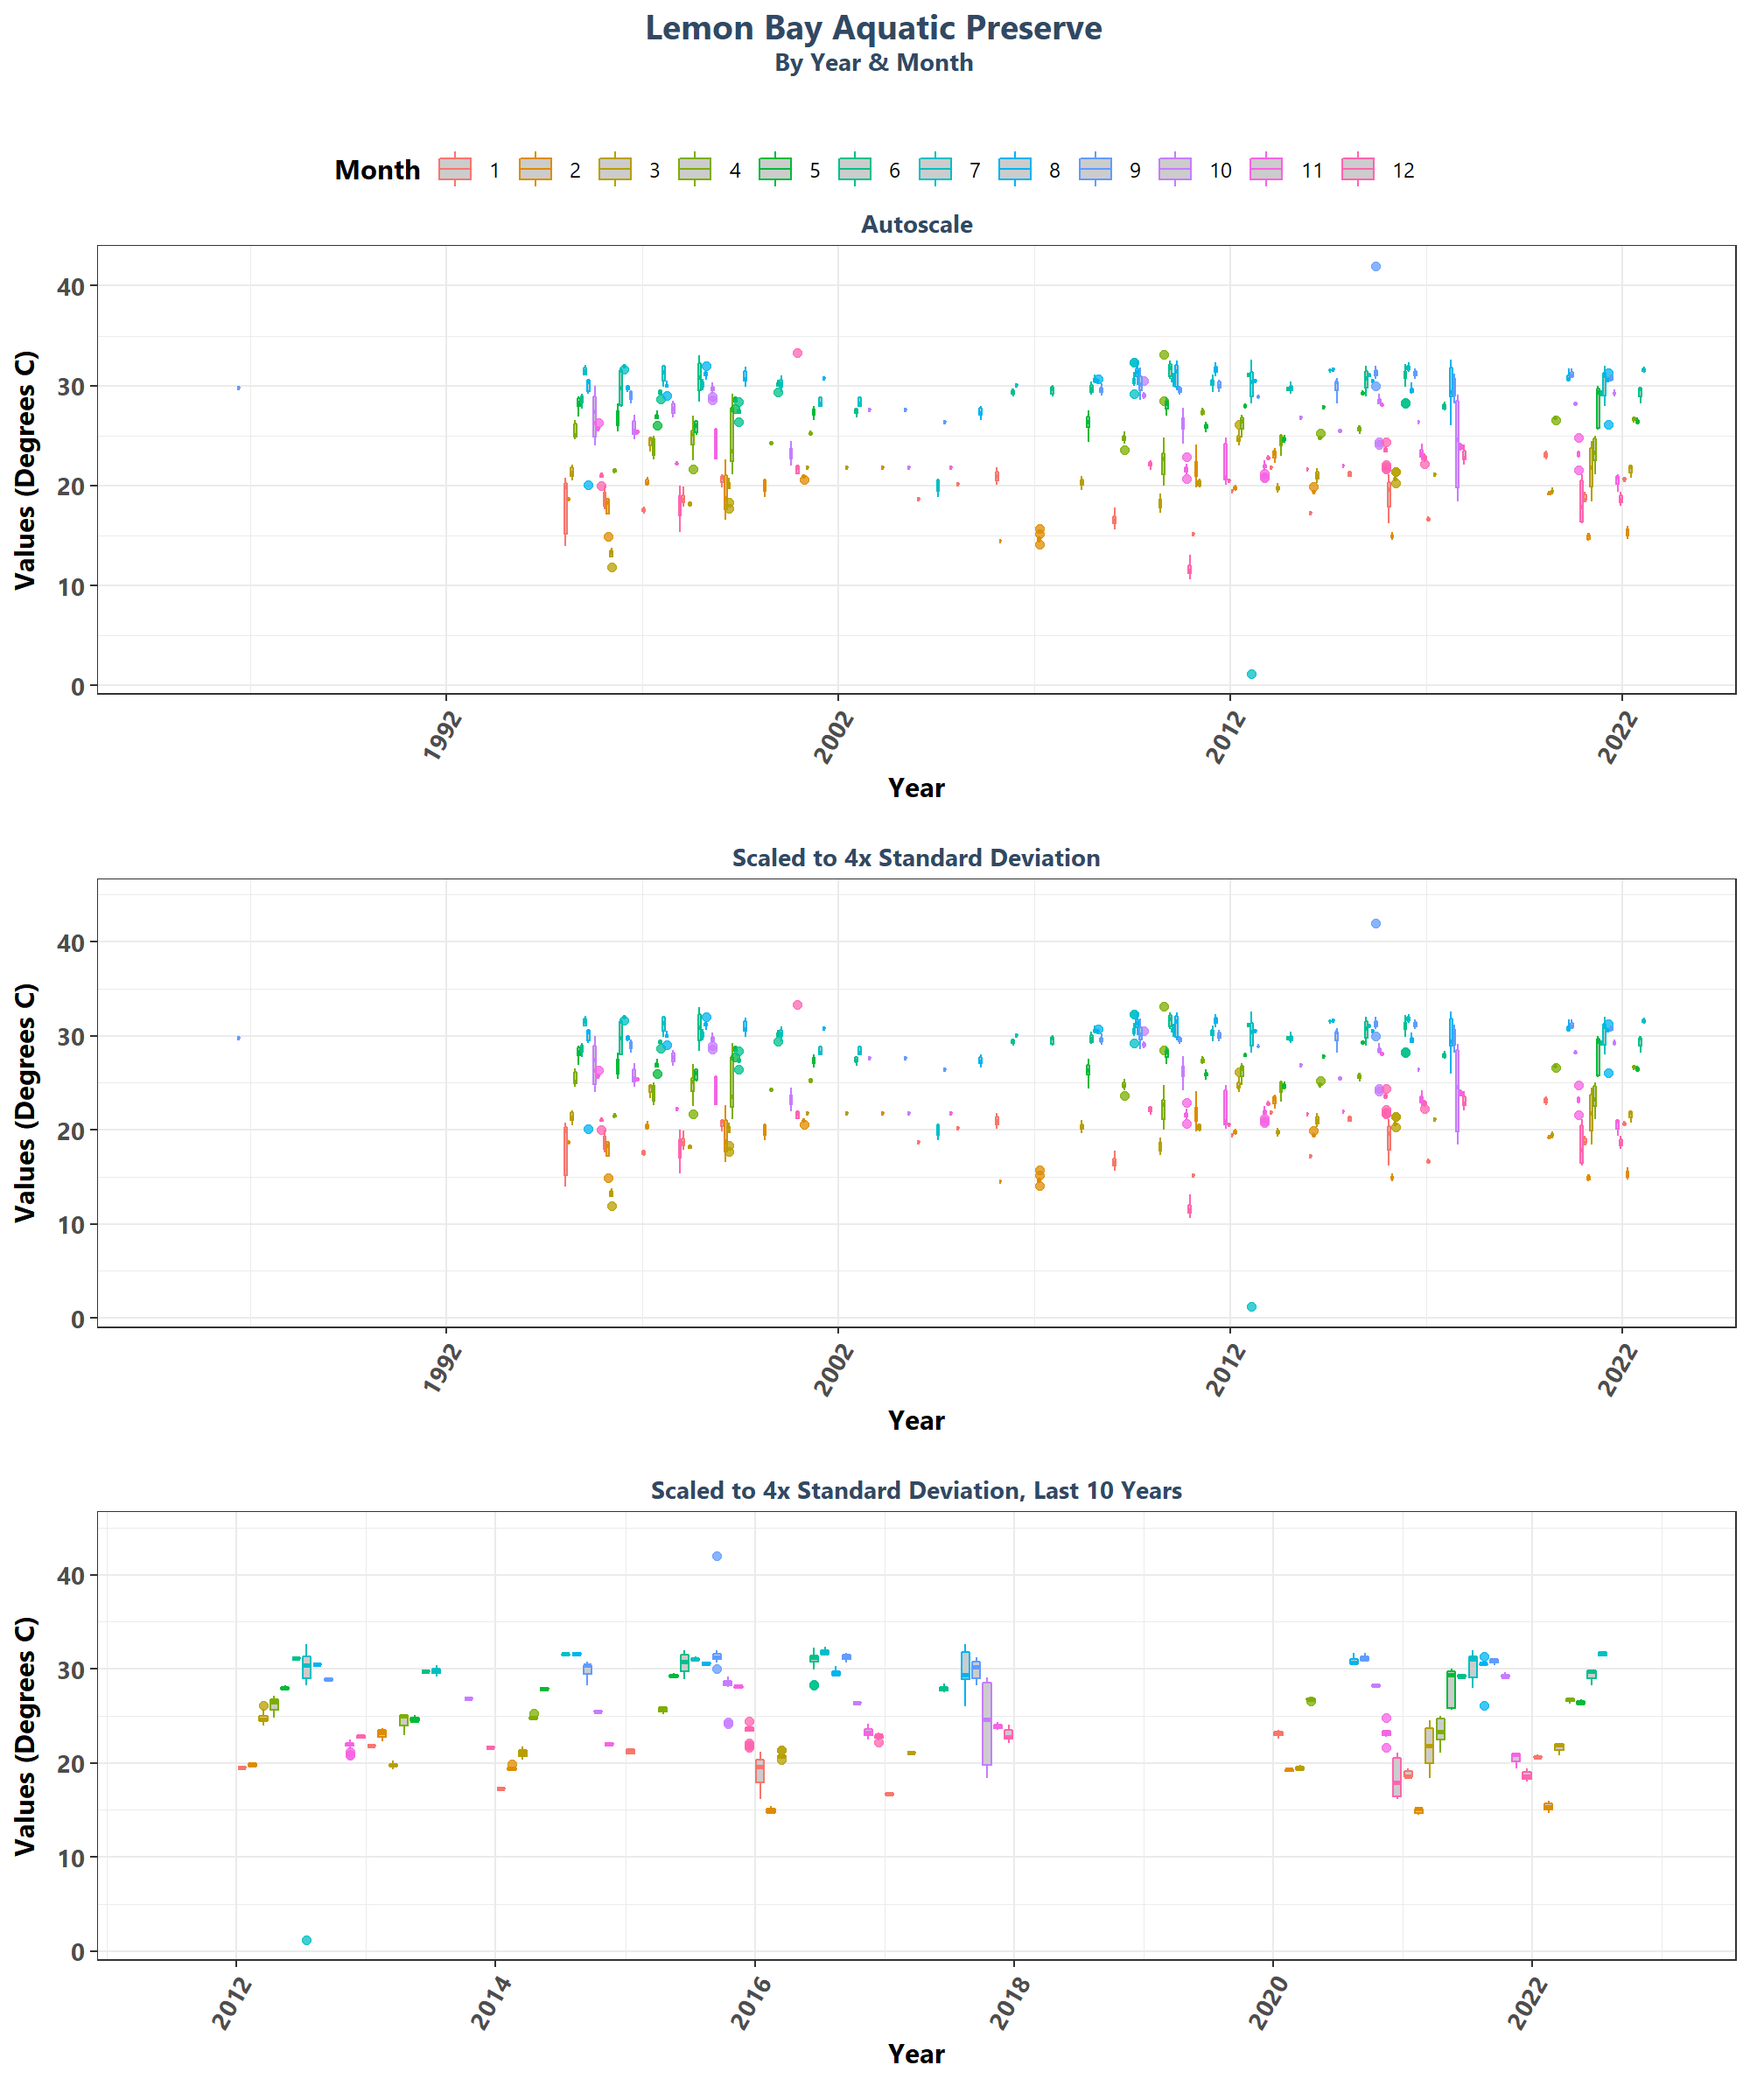 Lemon Bay Aquatic Preserve
By Year & Month
Month 1 2 3 4 5 6 7 8 9 10 11 12
Autoscale
Values (Degrees C)
40
30
20
10
0
1992 2002 2012 2022
Year
Scaled to 4x Standard Deviation
Values (Degrees C)
40
30
20
10
0
1992 2002 2012 2022
Year
Scaled to 4x Standard Deviation, Last 10 Years
Values (Degrees C)
40
30
20
10
0
2012 2014 2016 2018 2020 2022
Year